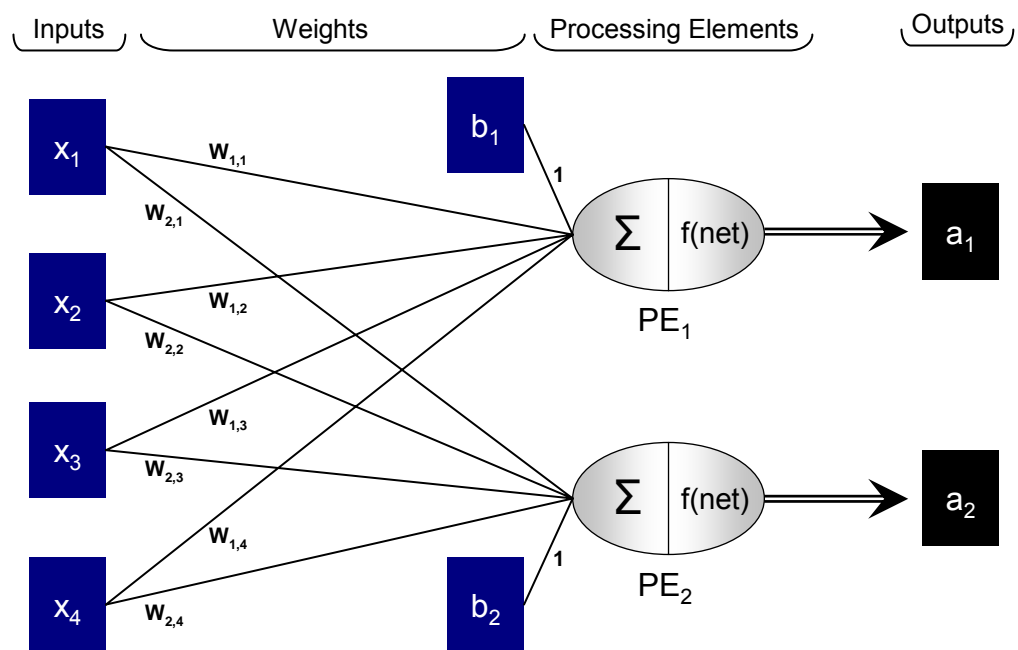 Inputs Weights Processing Elements Outputs
x₁ b₁
W₁,₁
1
W₂,₁
Σ f(net) a₁
x₂ W₁,₂ PE₁
W₂,₂
W₁,₃
x₃ W₂,₃
Σ f(net) a₂
W₁,₄ 1
PE₂
x₄ W₂,₄ b₂